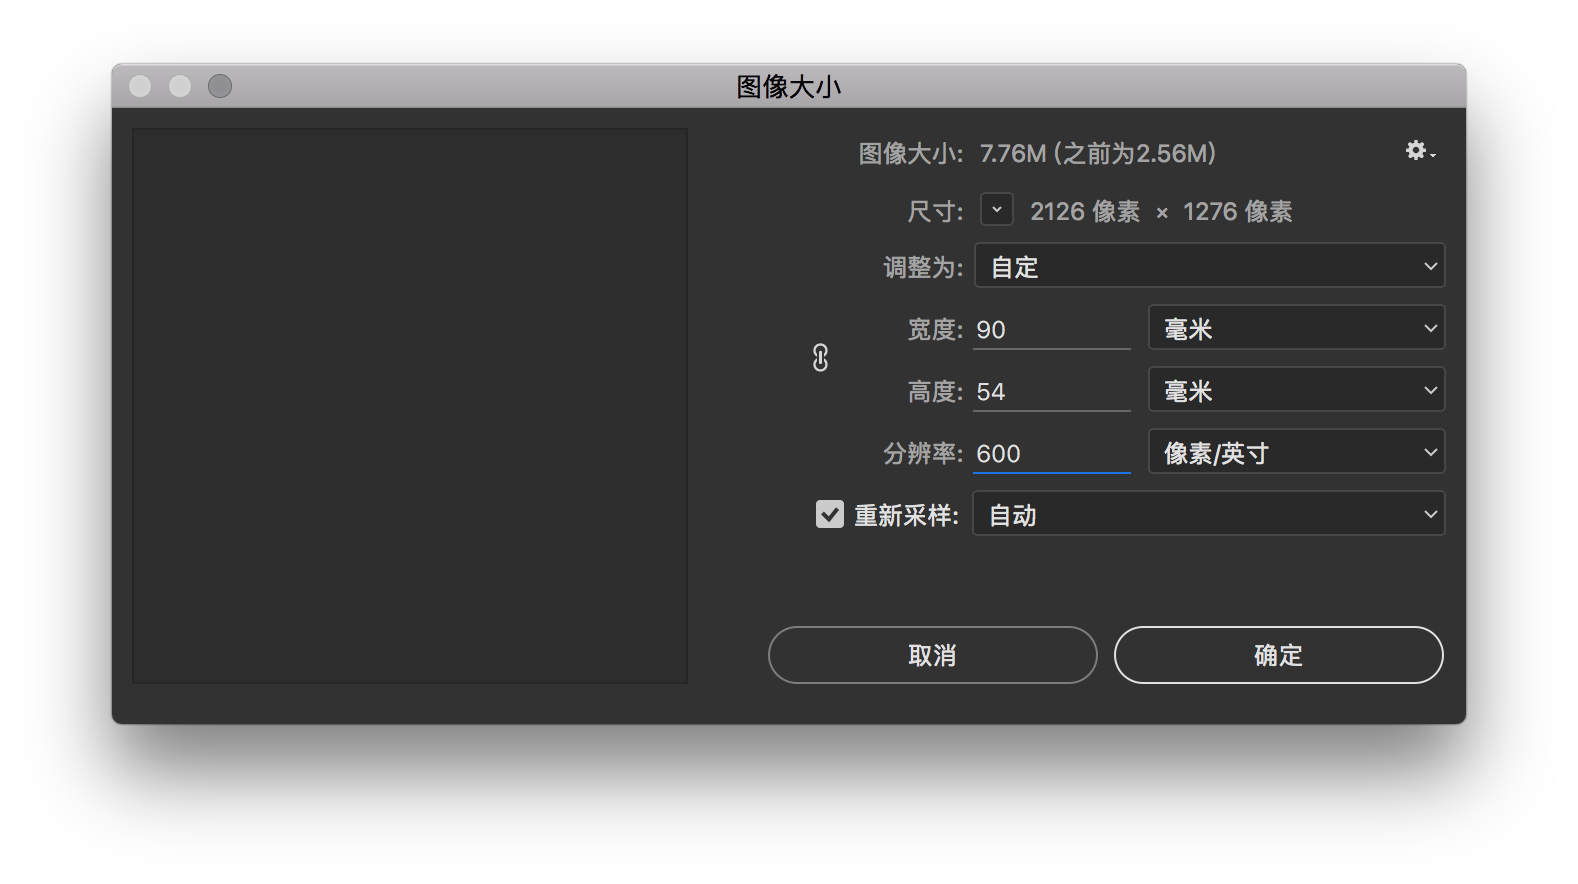 图像大小
图像大小: 7.76M (之前为2.56M)
尺寸: 2126 像素 × 1276 像素
调整为: 自定
宽度: 90 毫米
高度: 54 毫米
分辨率: 600 像素/英寸
重新采样: 自动
取消 确定